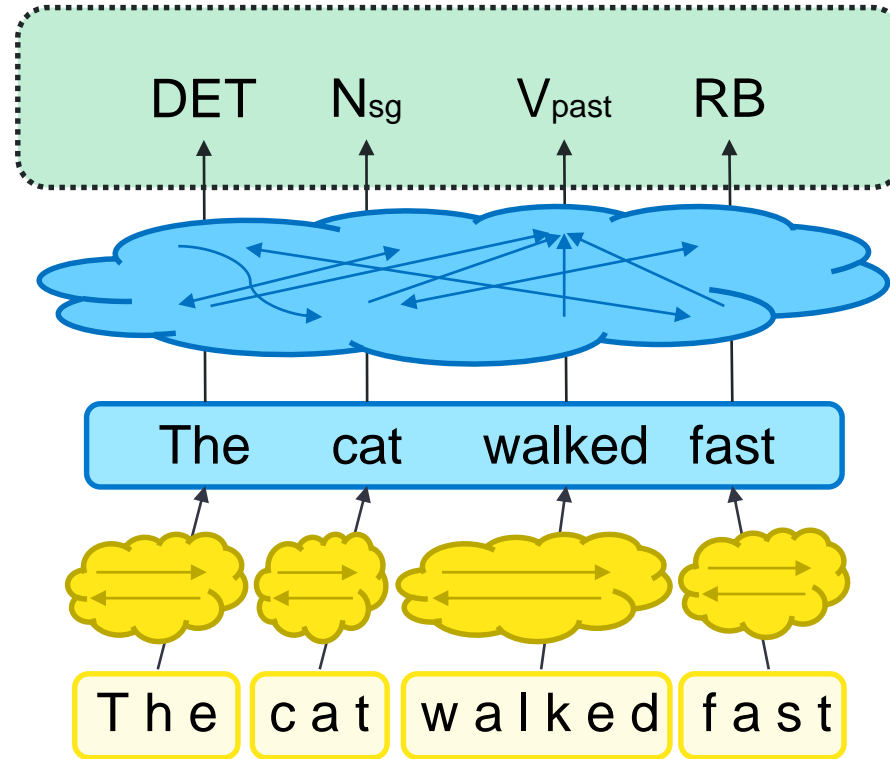 DET Nsg Vpast RB
The cat walked fast
T h e c a t w a l k e d f a s t